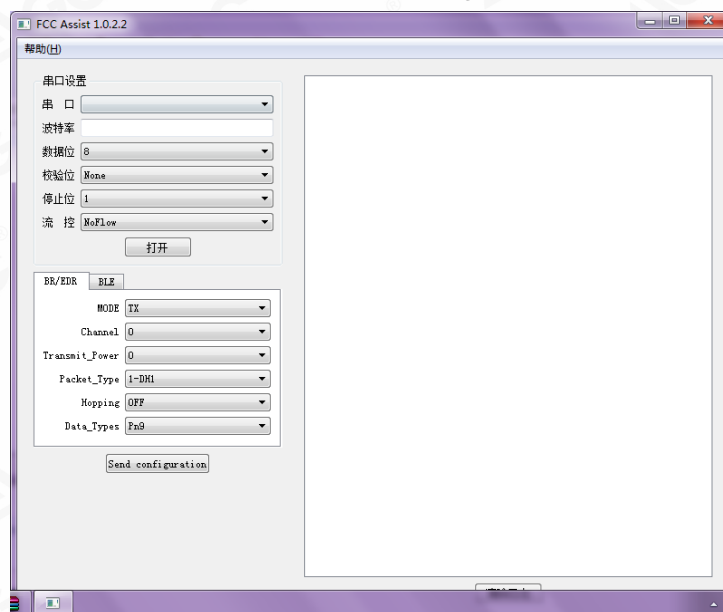 FCC Assist 1.0.2.2
帮助(H)
串口设置
串 口
波特率
数据位 8
校验位 None
停止位 1
流 控 NoFlow
打开
BR/EDR BLE
MODE TX
Channel 0
Transmit_Power 0
Packet_Type 1-DH1
Hopping OFF
Data_Types Pn9
Send configuration